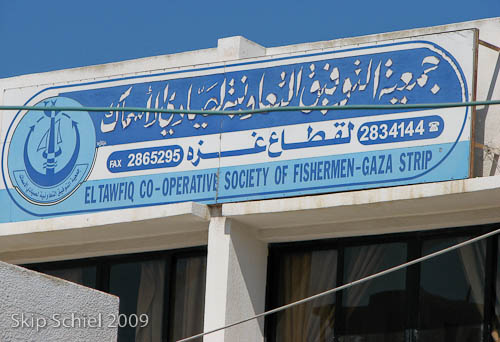 جمعية التوفيق التعاونية لصيادي الأسماك
لقطاع غزه
2834144
FAX 2865295
EL TAWFIQ CO-OPERATIVE SOCIETY OF FISHERMEN-GAZA STRIP
Skip Schiel 2009